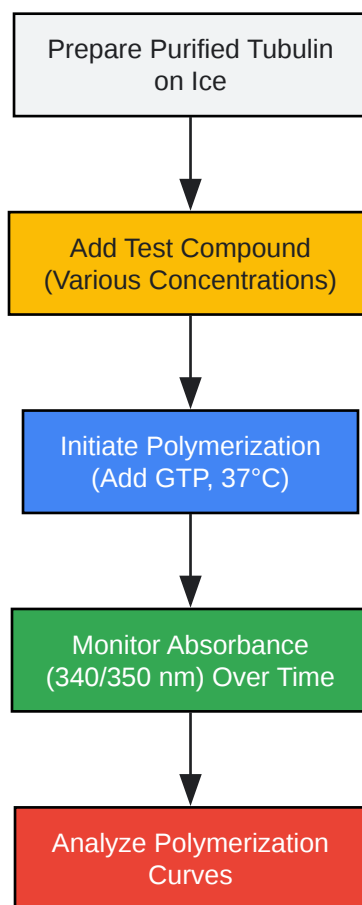 Prepare Purified Tubulin
on Ice
Add Test Compound
(Various Concentrations)
Initiate Polymerization
(Add GTP, 37°C)
Monitor Absorbance
(340/350 nm) Over Time
Analyze Polymerization
Curves